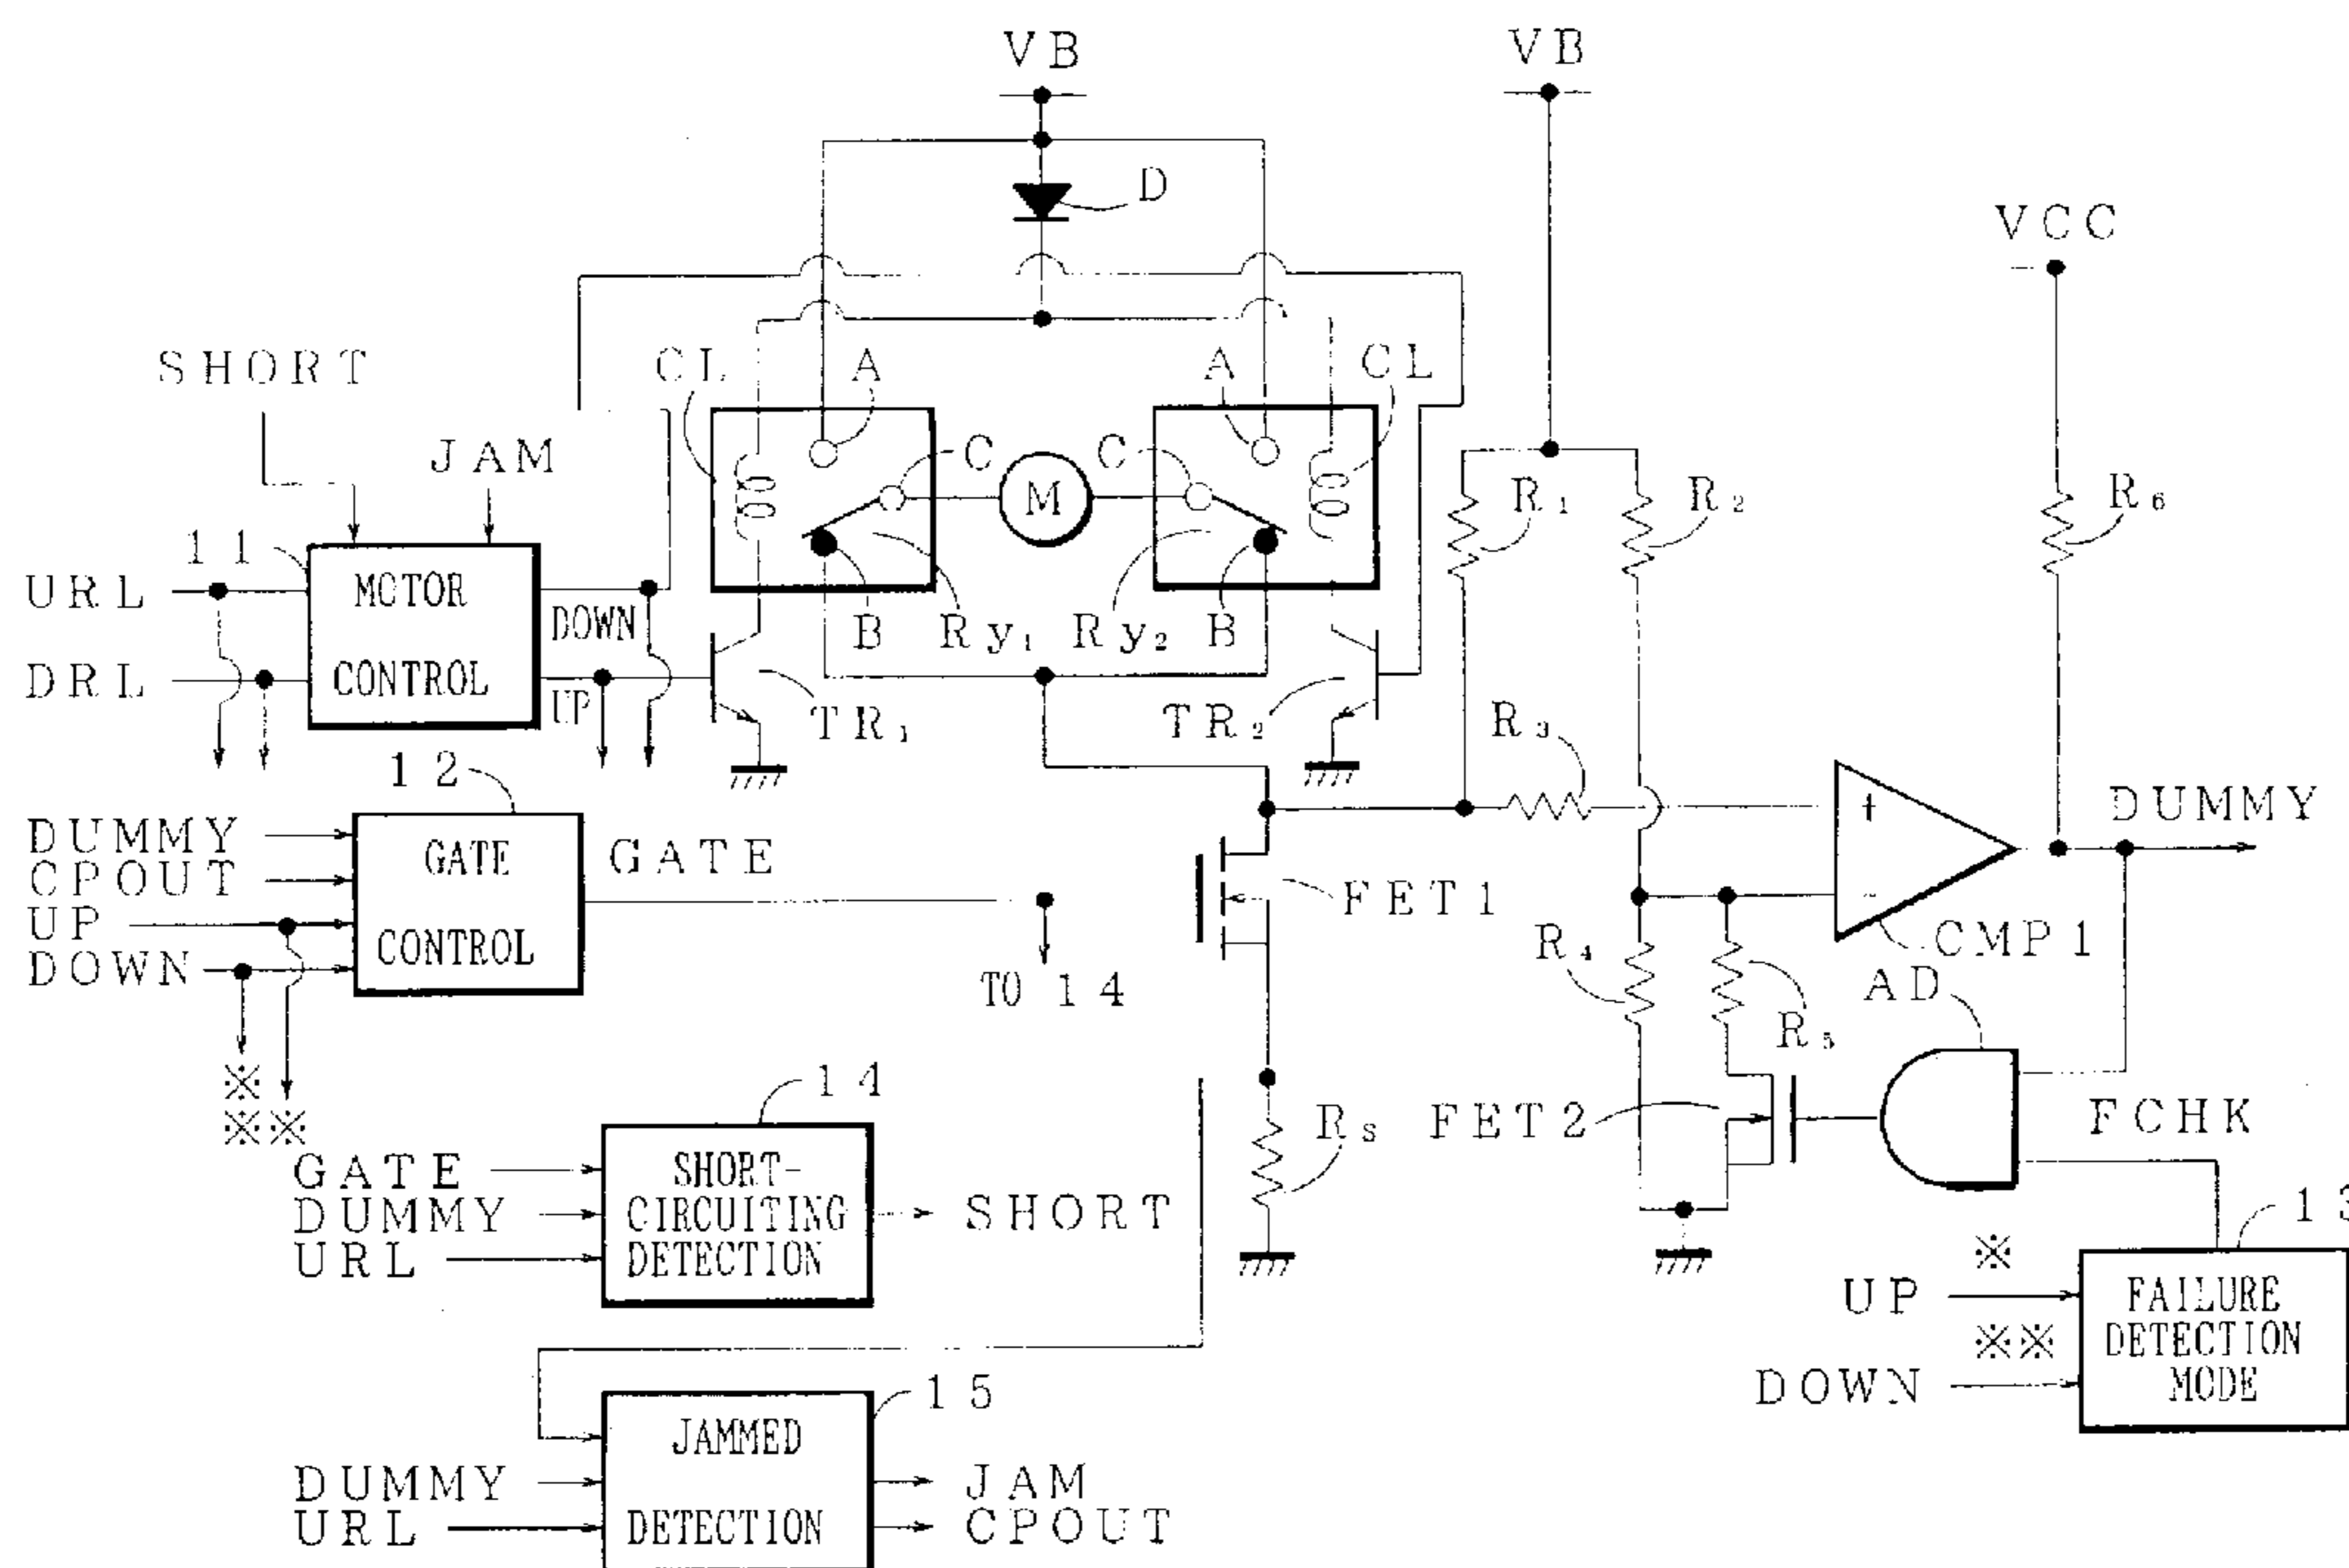 VB
VB
D
VCC
SHORT
CL
A
A
CL
JAM
C
M
C
R₁
R₂
R₆
11
URL
MOTOR
CONTROL
DOWN
B
Ry₁
Ry₂
B
DRL
UP
TR₁
TR₂
R₃
12
DUMMY
CPOUT
UP
DOWN
GATE
CONTROL
GATE
+
-
DUMMY
FET1
CMP1
TO 14
R₄
R₅
AD
※
※※
14
GATE
DUMMY
URL
SHORT-
CIRCUITING
DETECTION
SHORT
Rs
FET2
FCHK
13
※
UP
※※
DOWN
FAILURE
DETECTION
MODE
15
JAMMED
DETECTION
DUMMY
URL
JAM
CPOUT